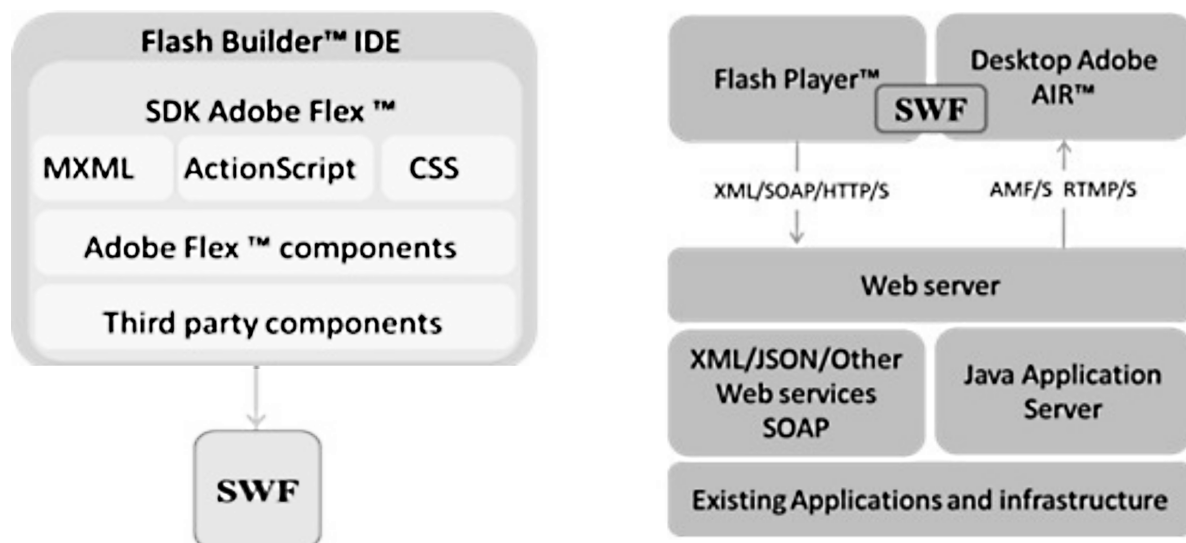 Flash Builder™ IDE
SDK Adobe Flex ™
MXML
ActionScript
CSS
Adobe Flex ™ components
Third party components
SWF
Flash Player™
Desktop Adobe
AIR™
SWF
XML/SOAP/HTTP/S
AMF/S RTMP/S
Web server
XML/JSON/Other
Web services
SOAP
Java Application
Server
Existing Applications and infrastructure